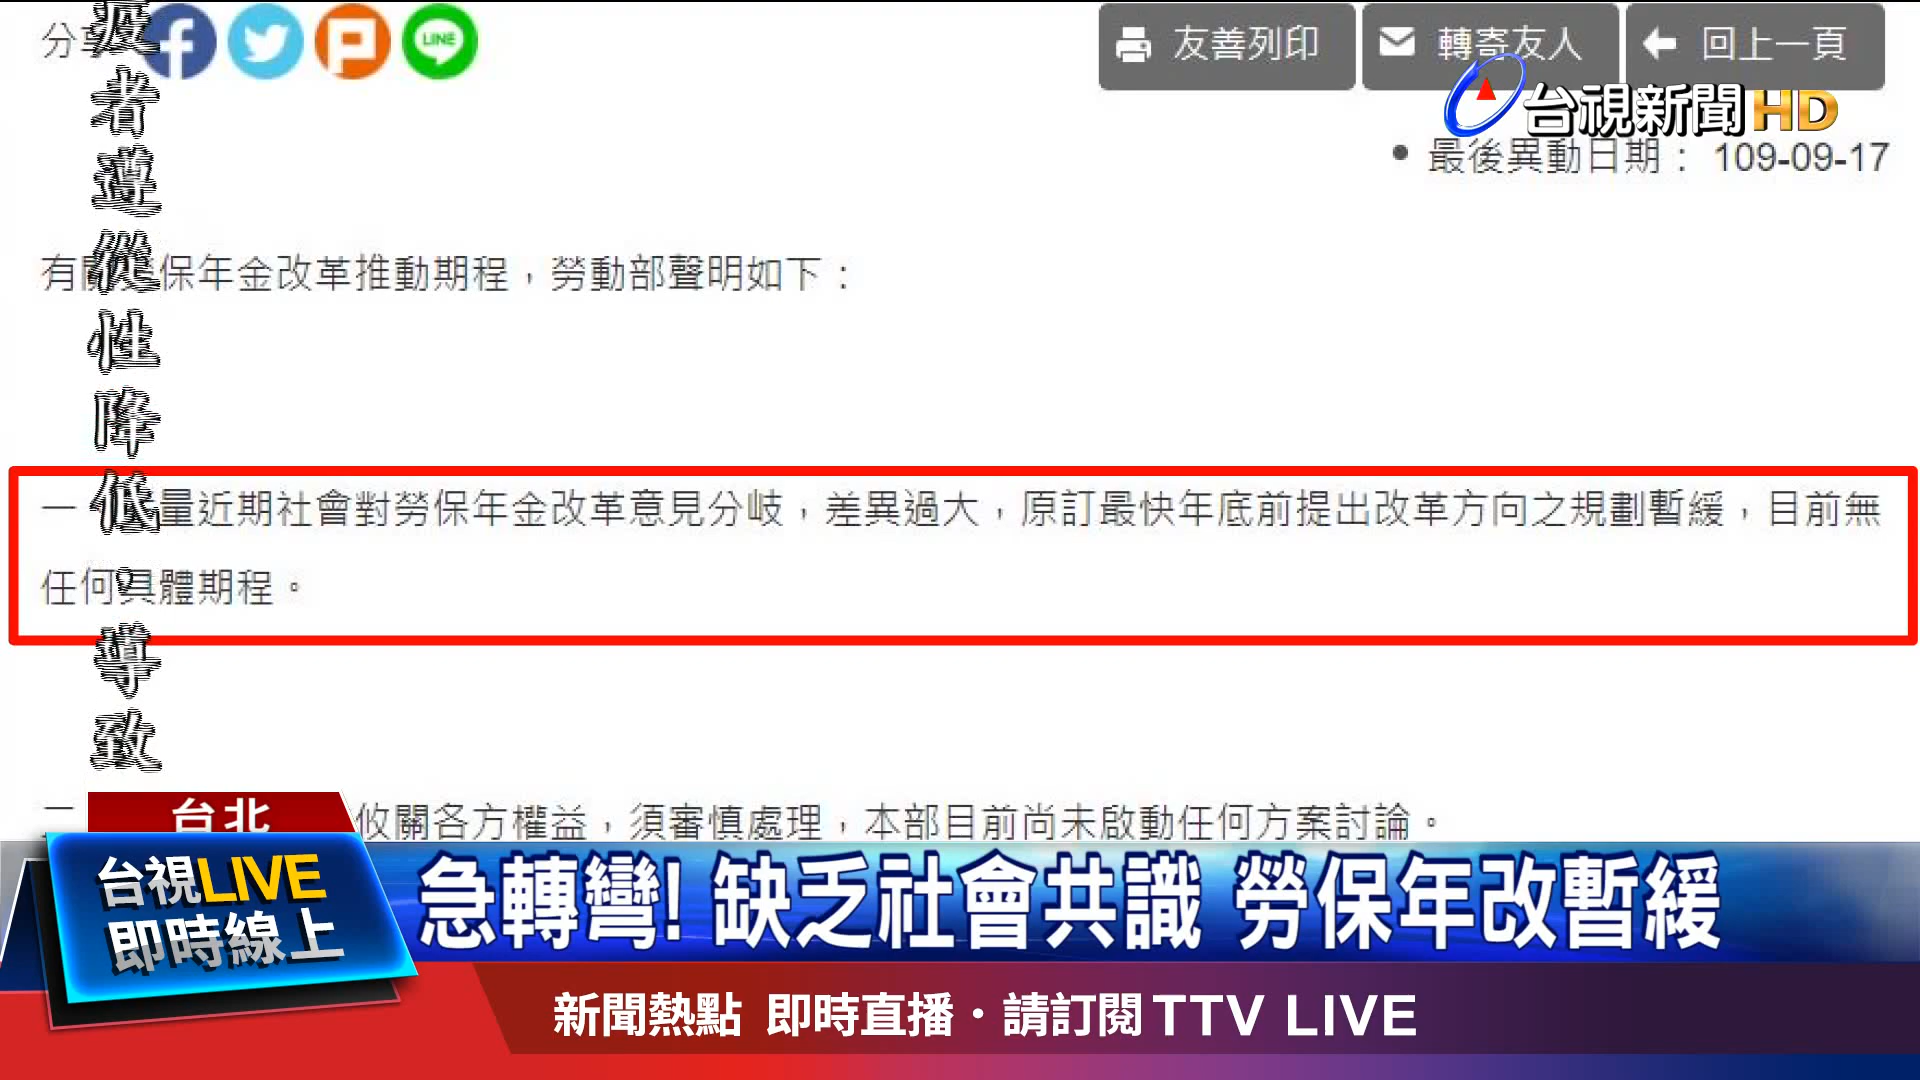 分享
友善列印
轉寄友人
回上一頁
台視新聞HD
最後異動日期： 109-09-17
疫者遵從性降低。導致
有關勞保年金改革推動期程，勞動部聲明如下：
一 量近期社會對勞保年金改革意見分歧，差異過大，原訂最快年底前提出改革方向之規劃暫緩，目前無
任何具體期程。
攸關各方權益，須審慎處理，本部目前尚未啟動任何方案討論。
台北
台視LIVE
即時線上
急轉彎! 缺乏社會共識 勞保年改暫緩
新聞熱點 即時直播・請訂閱TTV LIVE